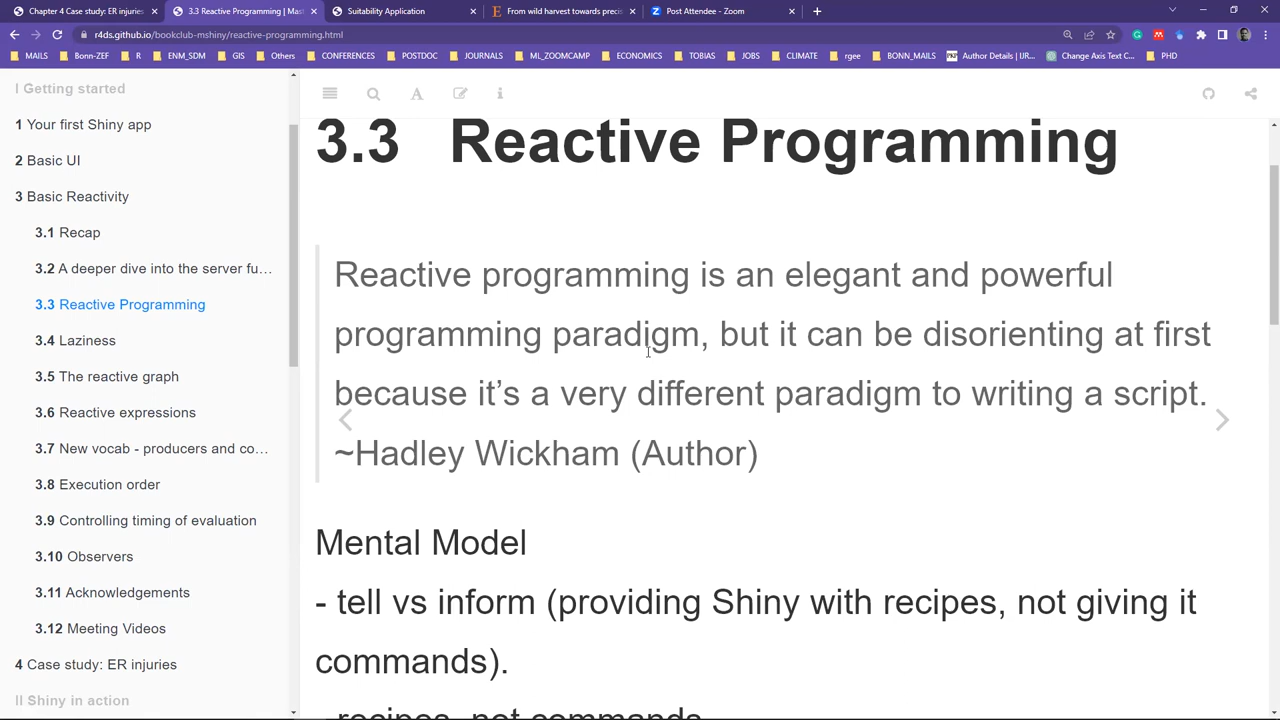 Chapter 4 Case study: ER injuries
3.3 Reactive Programming | Mas
Suitability Application
From wild harvest towards preci
Post Attendee - Zoom
r4ds.github.io/bookclub-mshiny/reactive-programming.html
MAILS
Bonn-ZEF
R
ENM_SDM
GIS
Others
CONFERENCES
POSTDOC
JOURNALS
ML_ZOOMCAMP
ECONOMICS
TOBIAS
JOBS
CLIMATE
rgee
BONN_MAILS
Author Details | IJR...
Change Axis Text C...
PHD
I Getting started
1 Your first Shiny app
2 Basic UI
3 Basic Reactivity
3.1 Recap
3.2 A deeper dive into the server fu...
3.3 Reactive Programming
3.4 Laziness
3.5 The reactive graph
3.6 Reactive expressions
3.7 New vocab - producers and co...
3.8 Execution order
3.9 Controlling timing of evaluation
3.10 Observers
3.11 Acknowledgements
3.12 Meeting Videos
4 Case study: ER injuries
II Shiny in action
3.3 Reactive Programming
Reactive programming is an elegant and powerful
programming paradigm, but it can be disorienting at first
because it’s a very different paradigm to writing a script.
~Hadley Wickham (Author)
Mental Model
- tell vs inform (providing Shiny with recipes, not giving it
commands).
-recipes, not commands